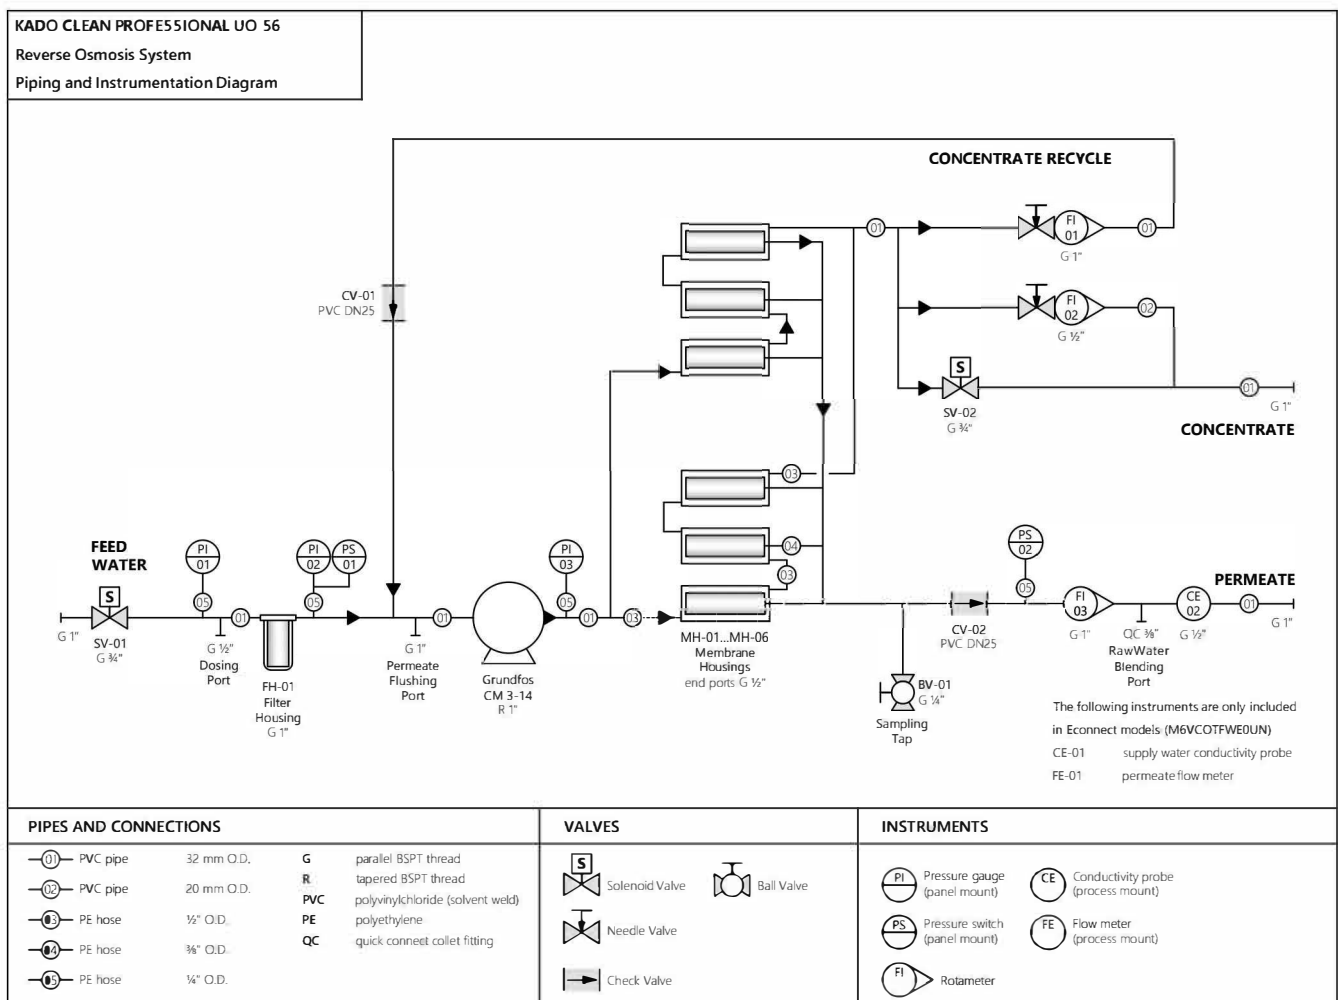 KADO CLEAN PROFE55IONAL UO 56
Reverse Osmosis System
Piping and Instrumentation Diagram
CONCENTRATE RECYCLE
01
FI
01
01
G 1"
CV-01
PVC DN25
FI
02
02
G ½"
S
SV-02
G ¾"
01
G 1"
CONCENTRATE
03
04
03
FEED
WATER
S
G 1"
SV-01
G ¾"
PI
01
05
01
G ½"
Dosing
Port
PI
02
PS
01
05
FH-01
Filter
Housing
G 1"
G 1"
Permeate
Flushing
Port
01
Grundfos
CM 3-14
R 1"
PI
03
05
01
03
MH-01...MH-06
Membrane
Housings
end ports G ½"
BV-01
G ¼"
Sampling
Tap
CV-02
PVC DN25
PS
02
05
FI
03
G 1"
QC ⅜"
RawWater
Blending
Port
CE
02
G ½"
01
PERMEATE
G 1"
The following instruments are only included
in Econnect models (M6VCOTFWE0UN)
CE-01 supply water conductivity probe
FE-01 permeate flow meter
PIPES AND CONNECTIONS
01 PVC pipe 32 mm O.D.
02 PVC pipe 20 mm O.D.
03 PE hose ½" O.D.
04 PE hose ⅜" O.D.
05 PE hose ¼" O.D.
G parallel BSPT thread
R tapered BSPT thread
PVC polyvinylchloride (solvent weld)
PE polyethylene
QC quick connect collet fitting
VALVES
S
Solenoid Valve
Ball Valve
Needle Valve
Check Valve
INSTRUMENTS
PI Pressure gauge
(panel mount)
CE Conductivity probe
(process mount)
PS Pressure switch
(panel mount)
FE Flow meter
(process mount)
FI Rotameter